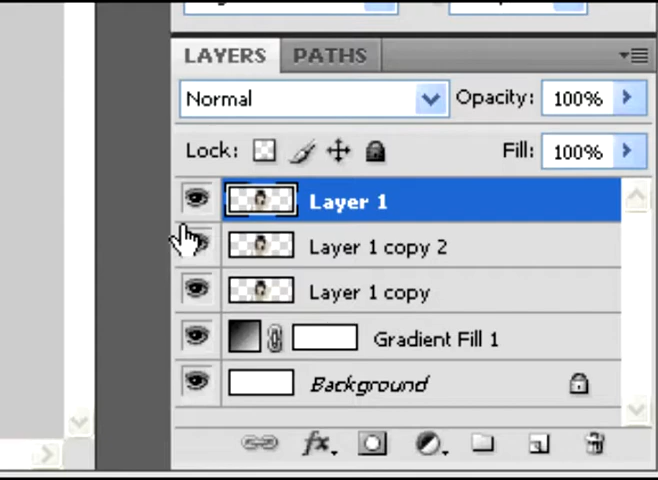 LAYERS PATHS
Normal Opacity: 100%
Lock: Fill: 100%
Layer 1
Layer 1 copy 2
Layer 1 copy
Gradient Fill 1
Background
fx.